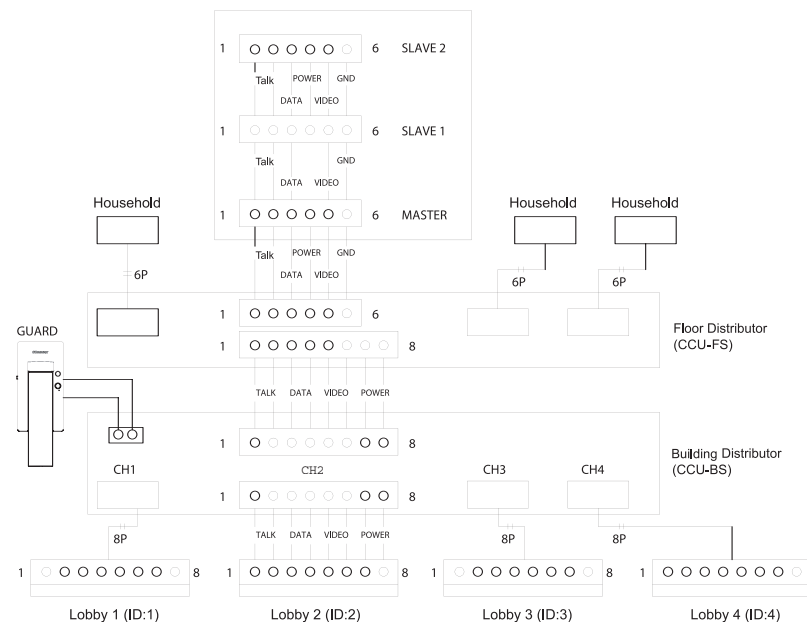 1 6 SLAVE 2
Talk POWER GND
DATA VIDEO
1 6 SLAVE 1
Talk GND
DATA VIDEO
Household Household Household
1 6 MASTER
Talk POWER GND
6P DATA VIDEO 6P 6P
1 6
GUARD
1 8
Floor Distributor
(CCU-FS)
TALK DATA VIDEO POWER
1 8
Building Distributor
(CCU-BS)
CH1 CH2 CH3 CH4
1 8
8P TALK DATA VIDEO POWER 8P 8P
1 8 1 8 1 8 1
Lobby 1 (ID:1) Lobby 2 (ID:2) Lobby 3 (ID:3) Lobby 4 (ID:4)